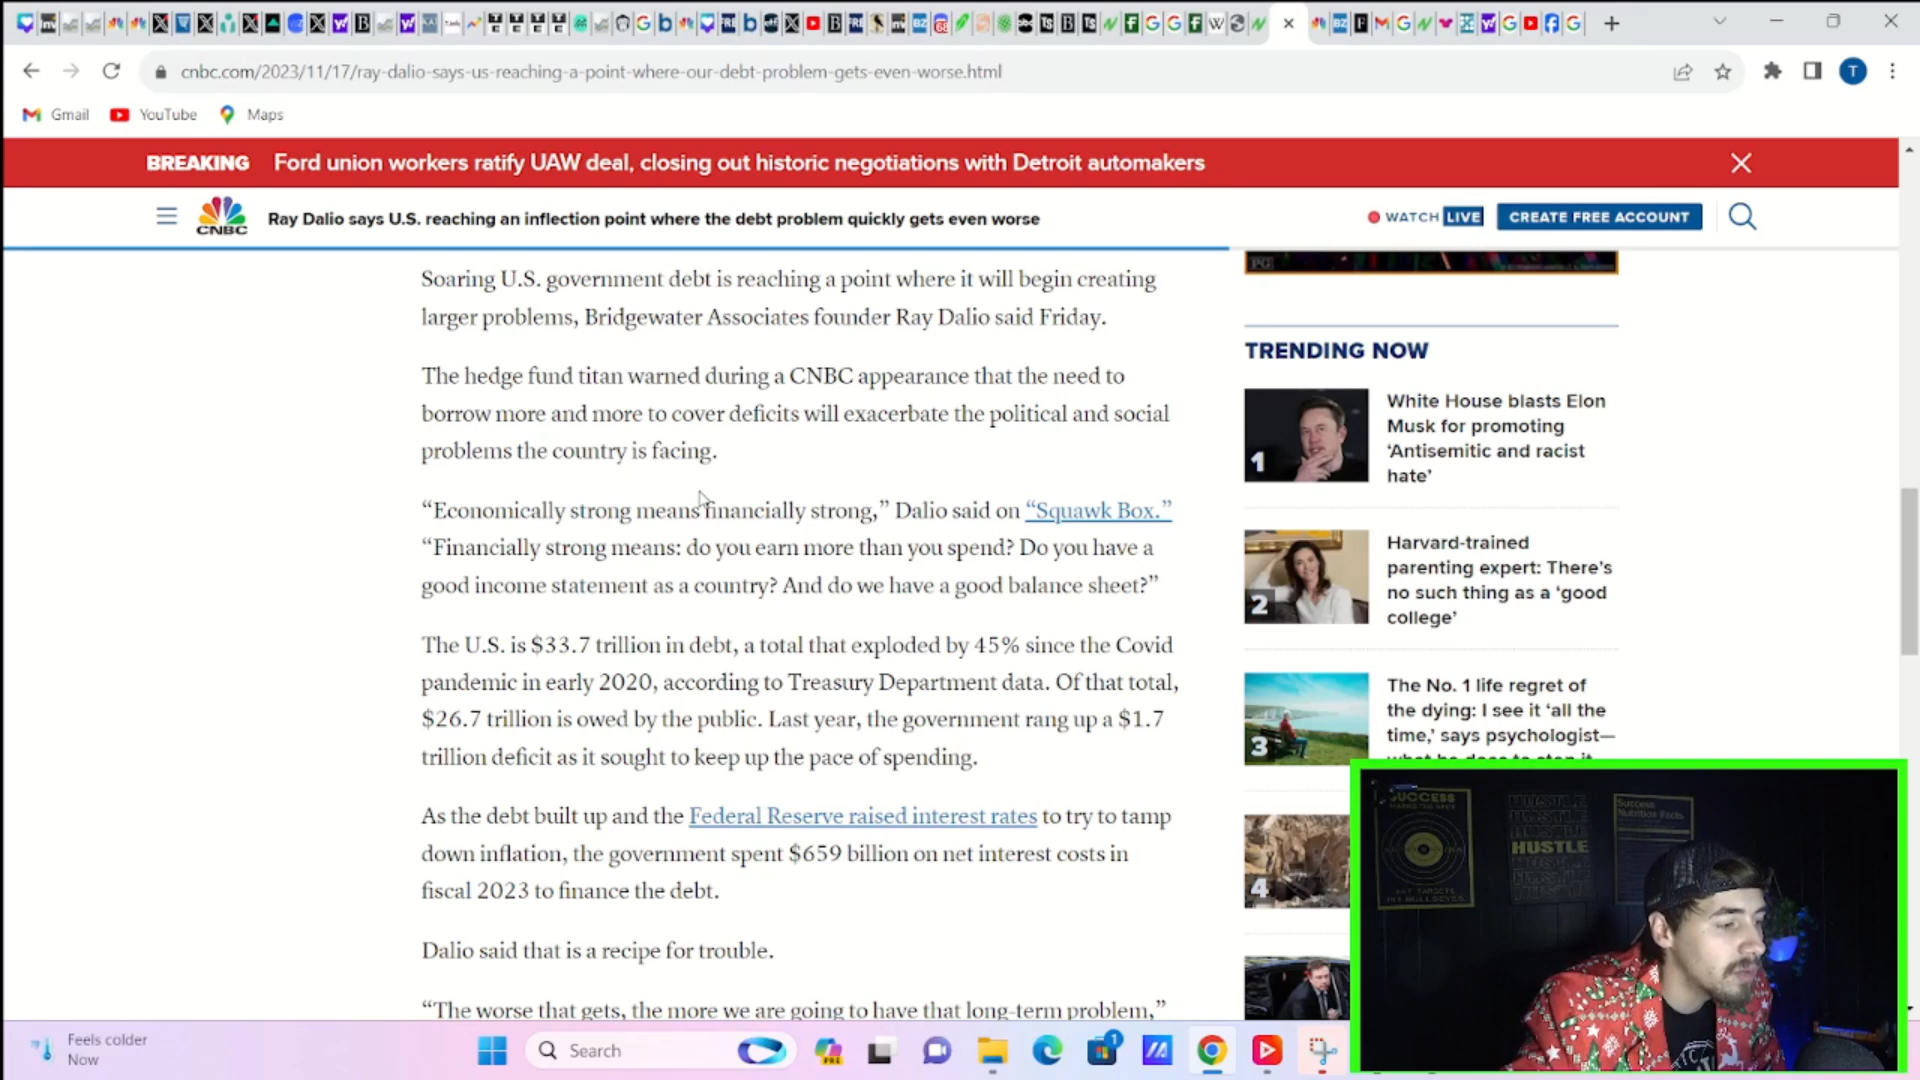 cnbc.com/2023/11/17/ray-dalio-says-us-reaching-a-point-where-our-debt-problem-gets-even-worse.html
T
Gmail
YouTube
Maps
BREAKING
Ford union workers ratify UAW deal, closing out historic negotiations with Detroit automakers
CNBC
Ray Dalio says U.S. reaching an inflection point where the debt problem quickly gets even worse
WATCH LIVE
CREATE FREE ACCOUNT
Soaring U.S. government debt is reaching a point where it will begin creating
larger problems, Bridgewater Associates founder Ray Dalio said Friday.
The hedge fund titan warned during a CNBC appearance that the need to
borrow more and more to cover deficits will exacerbate the political and social
problems the country is facing.
“Economically strong means financially strong,” Dalio said on “Squawk Box.”
“Financially strong means: do you earn more than you spend? Do you have a
good income statement as a country? And do we have a good balance sheet?”
The U.S. is $33.7 trillion in debt, a total that exploded by 45% since the Covid
pandemic in early 2020, according to Treasury Department data. Of that total,
$26.7 trillion is owed by the public. Last year, the government rang up a $1.7
trillion deficit as it sought to keep up the pace of spending.
As the debt built up and the Federal Reserve raised interest rates to try to tamp
down inflation, the government spent $659 billion on net interest costs in
fiscal 2023 to finance the debt.
Dalio said that is a recipe for trouble.
“The worse that gets, the more we are going to have that long-term problem,”
PG
TRENDING NOW
1
White House blasts Elon
Musk for promoting
‘Antisemitic and racist
hate’
2
Harvard-trained
parenting expert: There’s
no such thing as a ‘good
college’
3
The No. 1 life regret of
the dying: I see it ‘all the
time,’ says psychologist—
what he does to stop it
4
SUCCESS
HUSTLE
HUSTLE
Success
Nutrition Facts
Feels colder
Now
Search
PRE
1